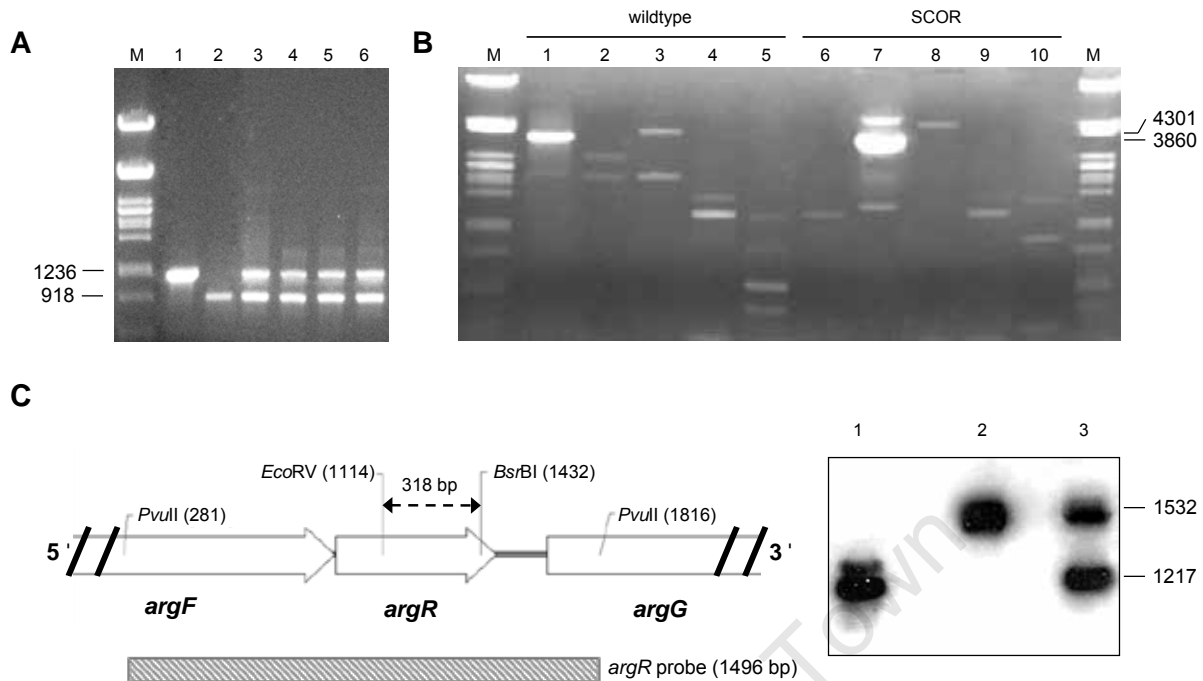 A
M 1 2 3 4 5 6
1236
918
B
wildtype SCOR
M 1 2 3 4 5 6 7 8 9 10 M
4301
3860
C
EcoRV (1114)
BsrBI (1432)
318 bp
PvuII (281)
PvuII (1816)
5 '
3 '
argF
argR
argG
argR probe (1496 bp)
1 2 3
1532
1217
Town